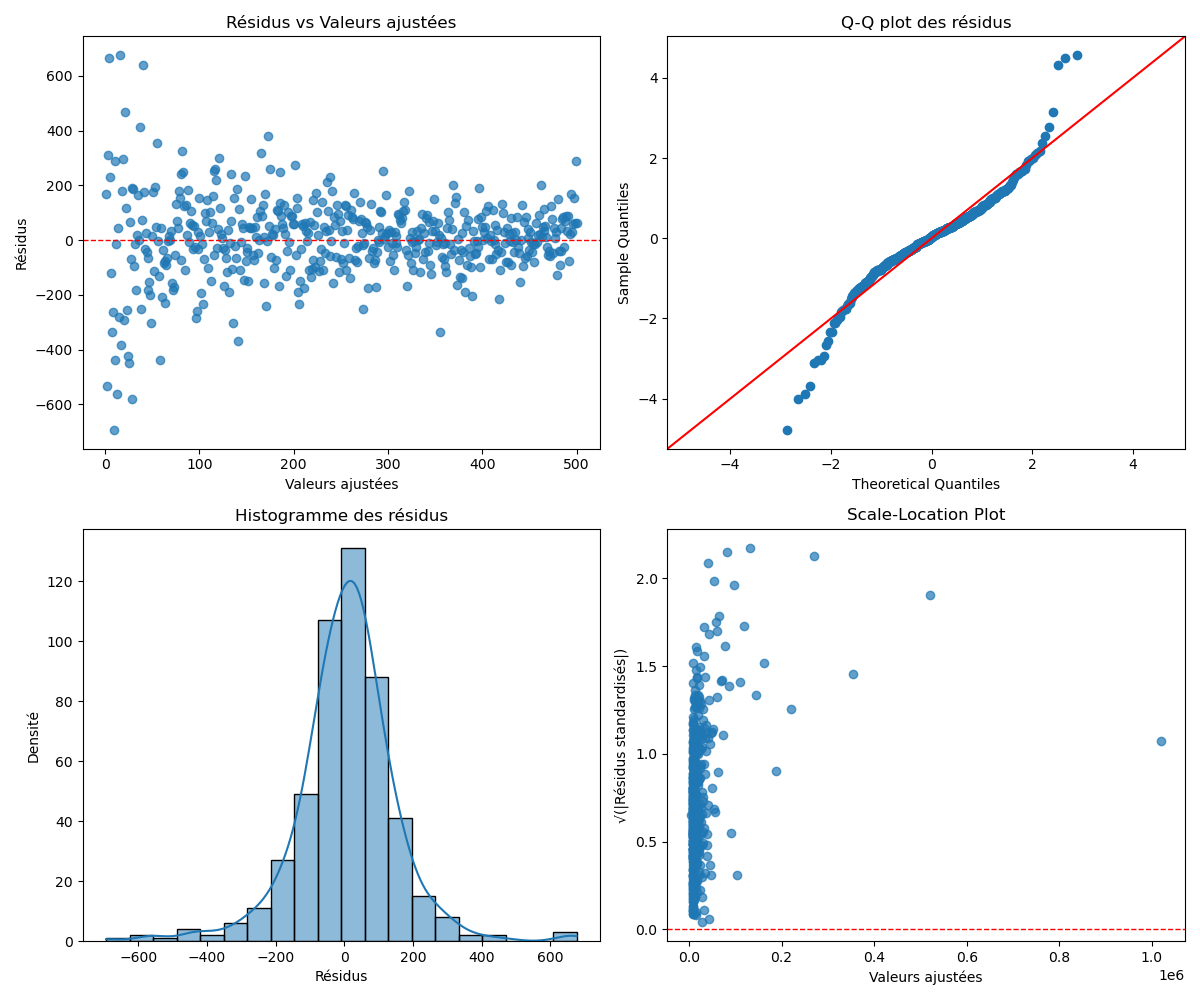 Résidus vs Valeurs ajustées
Résidus
600
400
200
0
−200
−400
−600
0 100 200 300 400 500
Valeurs ajustées
Q-Q plot des résidus
Sample Quantiles
4
2
0
−2
−4
−4 −2 0 2 4
Theoretical Quantiles
Histogramme des résidus
Densité
120
100
80
60
40
20
0
−600 −400 −200 0 200 400 600
Résidus
Scale-Location Plot
√(|Résidus standardisés|)
2.0
1.5
1.0
0.5
0.0
0.0 0.2 0.4 0.6 0.8 1.0
1e6
Valeurs ajustées